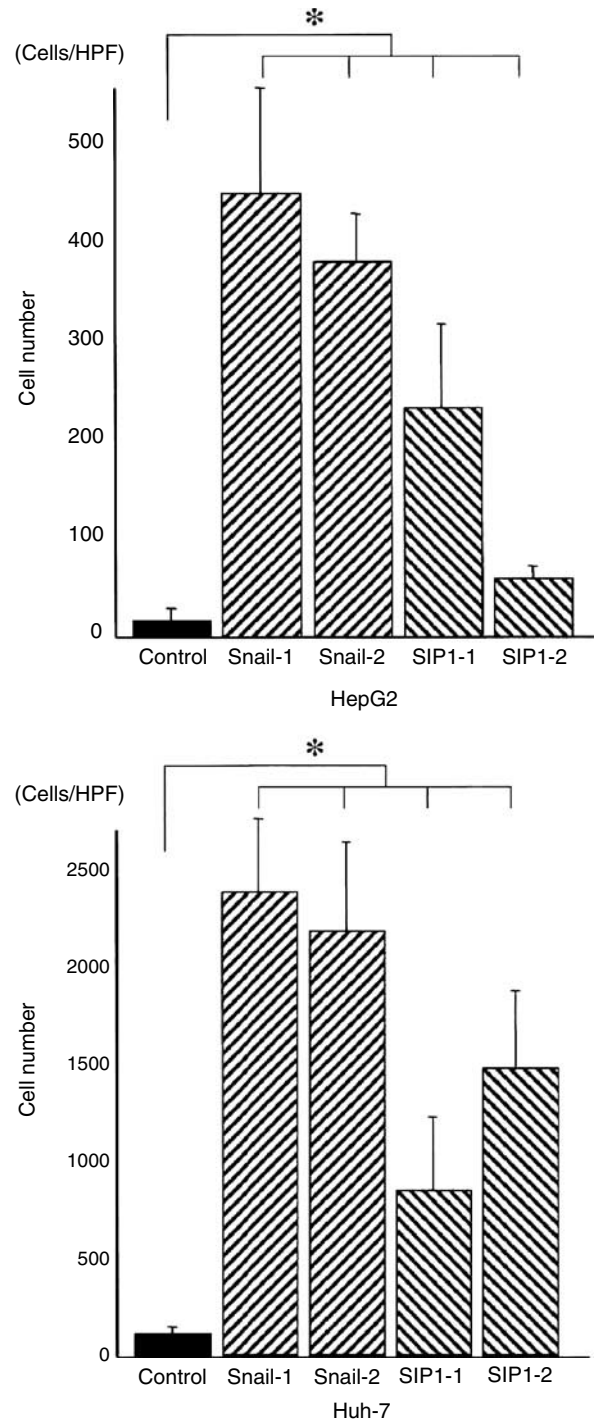 *
(Cells/HPF)
500
400
300
200
100
0
Cell number
Control Snail-1 Snail-2 SIP1-1 SIP1-2
HepG2
*
(Cells/HPF)
2500
2000
1500
1000
500
0
Cell number
Control Snail-1 Snail-2 SIP1-1 SIP1-2
Huh-7